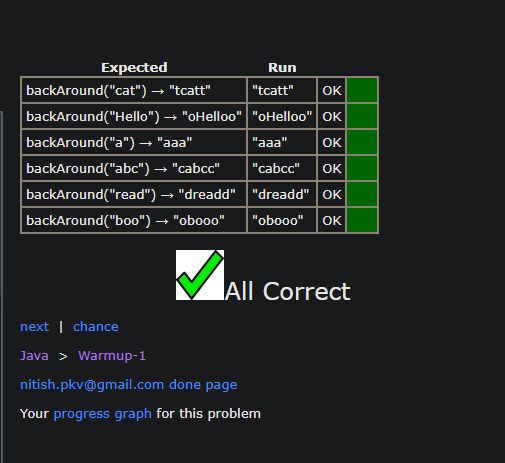 Expected Run
backAround("cat") → "tcatt" "tcatt" OK
backAround("Hello") → "oHelloo" "oHelloo" OK
backAround("a") → "aaa" "aaa" OK
backAround("abc") → "cabcc" "cabcc" OK
backAround("read") → "dreadd" "dreadd" OK
backAround("boo") → "obooo" "obooo" OK
All Correct
next | chance
Java > Warmup-1
nitish.pkv@gmail.com done page
Your progress graph for this problem